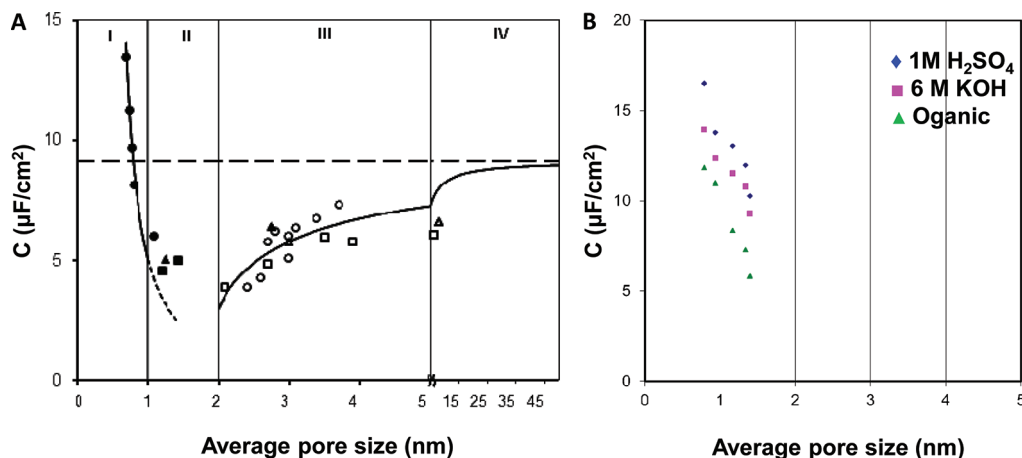 A
I II III IV
15
10
5
0
C (µF/cm²)
0 1 2 3 4 5 15 25 35 45
Average pore size (nm)
B
1M H₂SO₄
6 M KOH
Oganic
20
15
10
5
0
C (µF/cm²)
0 1 2 3 4 5
Average pore size (nm)